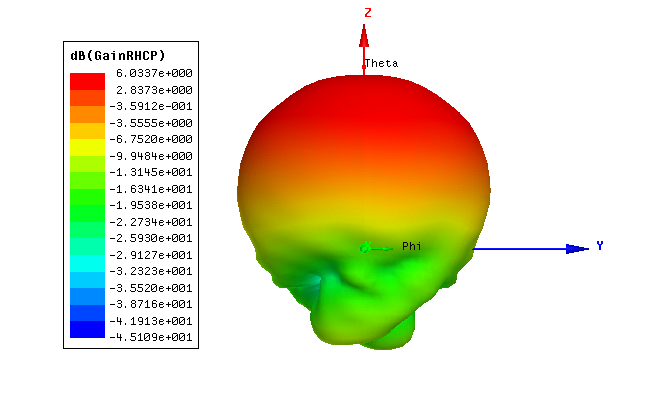 Z
dB(GainRHCP)
Theta
6.0337e+000
2.8373e+000
-3.5912e-001
-3.5555e+000
-6.7520e+000
-9.9484e+000
-1.3145e+001
-1.6341e+001
-1.9538e+001
-2.2734e+001
-2.5930e+001
-2.9127e+001
-3.2323e+001
-3.5520e+001
-3.8716e+001
-4.1913e+001
-4.5109e+001
X
Phi
Y